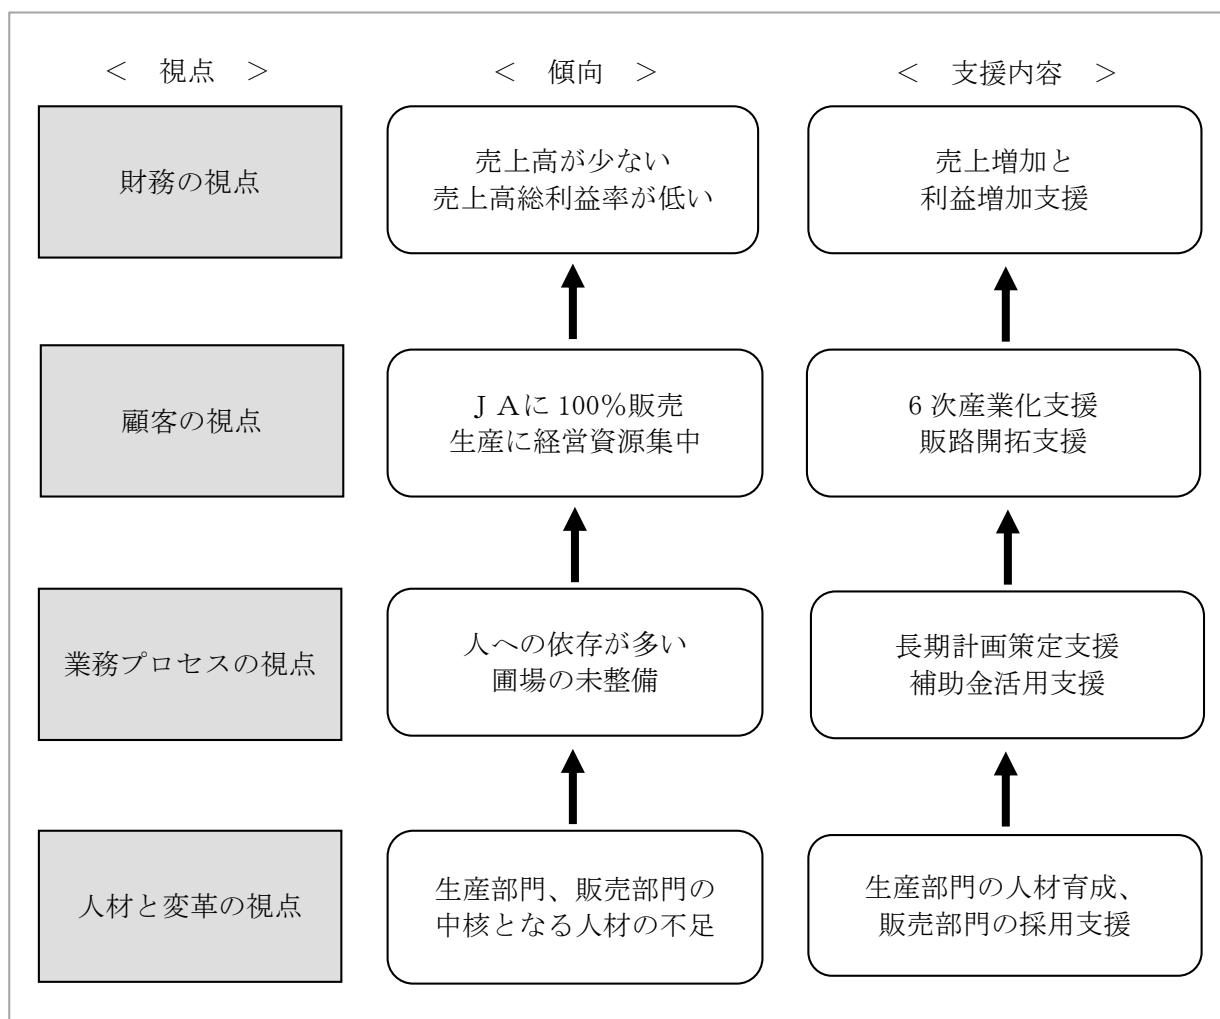 ＜　視点　＞
＜　傾向　＞
＜　支援内容　＞
財務の視点
売上高が少ない
売上高総利益率が低い
売上増加と
利益増加支援
顧客の視点
ＪＡに 100％販売
生産に経営資源集中
6 次産業化支援
販路開拓支援
業務プロセスの視点
人への依存が多い
圃場の未整備
長期計画策定支援
補助金活用支援
人材と変革の視点
生産部門、販売部門の
中核となる人材の不足
生産部門の人材育成、
販売部門の採用支援